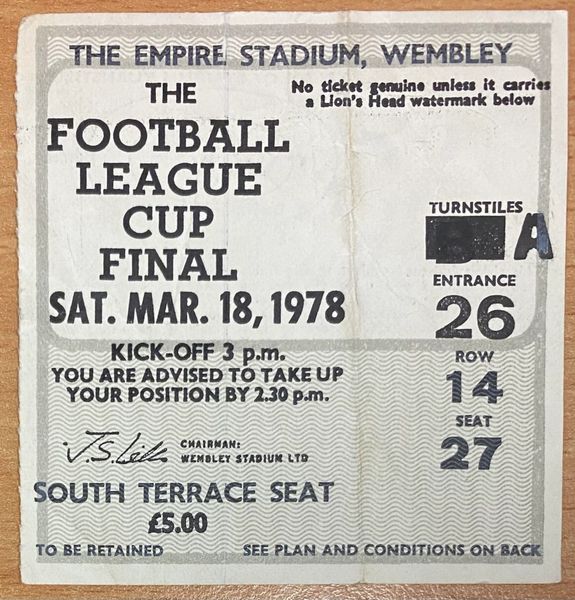 THE EMPIRE STADIUM, WEMBLEY
THE
FOOTBALL
LEAGUE
CUP
FINAL
SAT. MAR. 18, 1978
No ticket genuine unless it carries
a Lion's Head watermark below
TURNSTILES
A
ENTRANCE
26
ROW
14
SEAT
27
KICK-OFF 3 p.m.
YOU ARE ADVISED TO TAKE UP
YOUR POSITION BY 2.30 p.m.
CHAIRMAN:
WEMBLEY STADIUM LTD
SOUTH TERRACE SEAT
£5.00
TO BE RETAINED
SEE PLAN AND CONDITIONS ON BACK